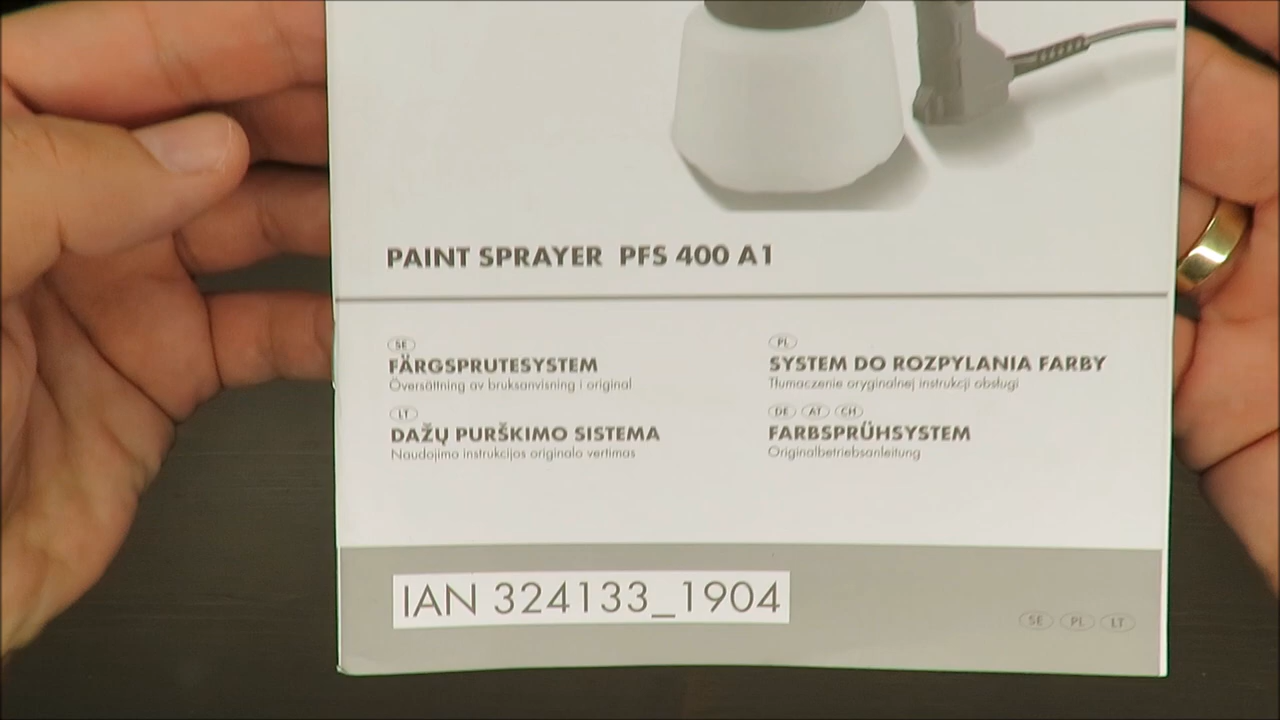 PAINT SPRAYER PFS 400 A1
SE
FÄRGSPRUTESYSTEM
Översättning av bruksanvisning i original
LT
DAŽŲ PURŠKIMO SISTEMA
Naudojimo instrukcijos originalo vertimas
PL
SYSTEM DO ROZPYLANIA FARBY
Tłumaczenie oryginalnej instrukcji obsługi
DE AT CH
FARBSPRÜHSYSTEM
Originalbetriebsanleitung
IAN 324133_1904
SE PL LT